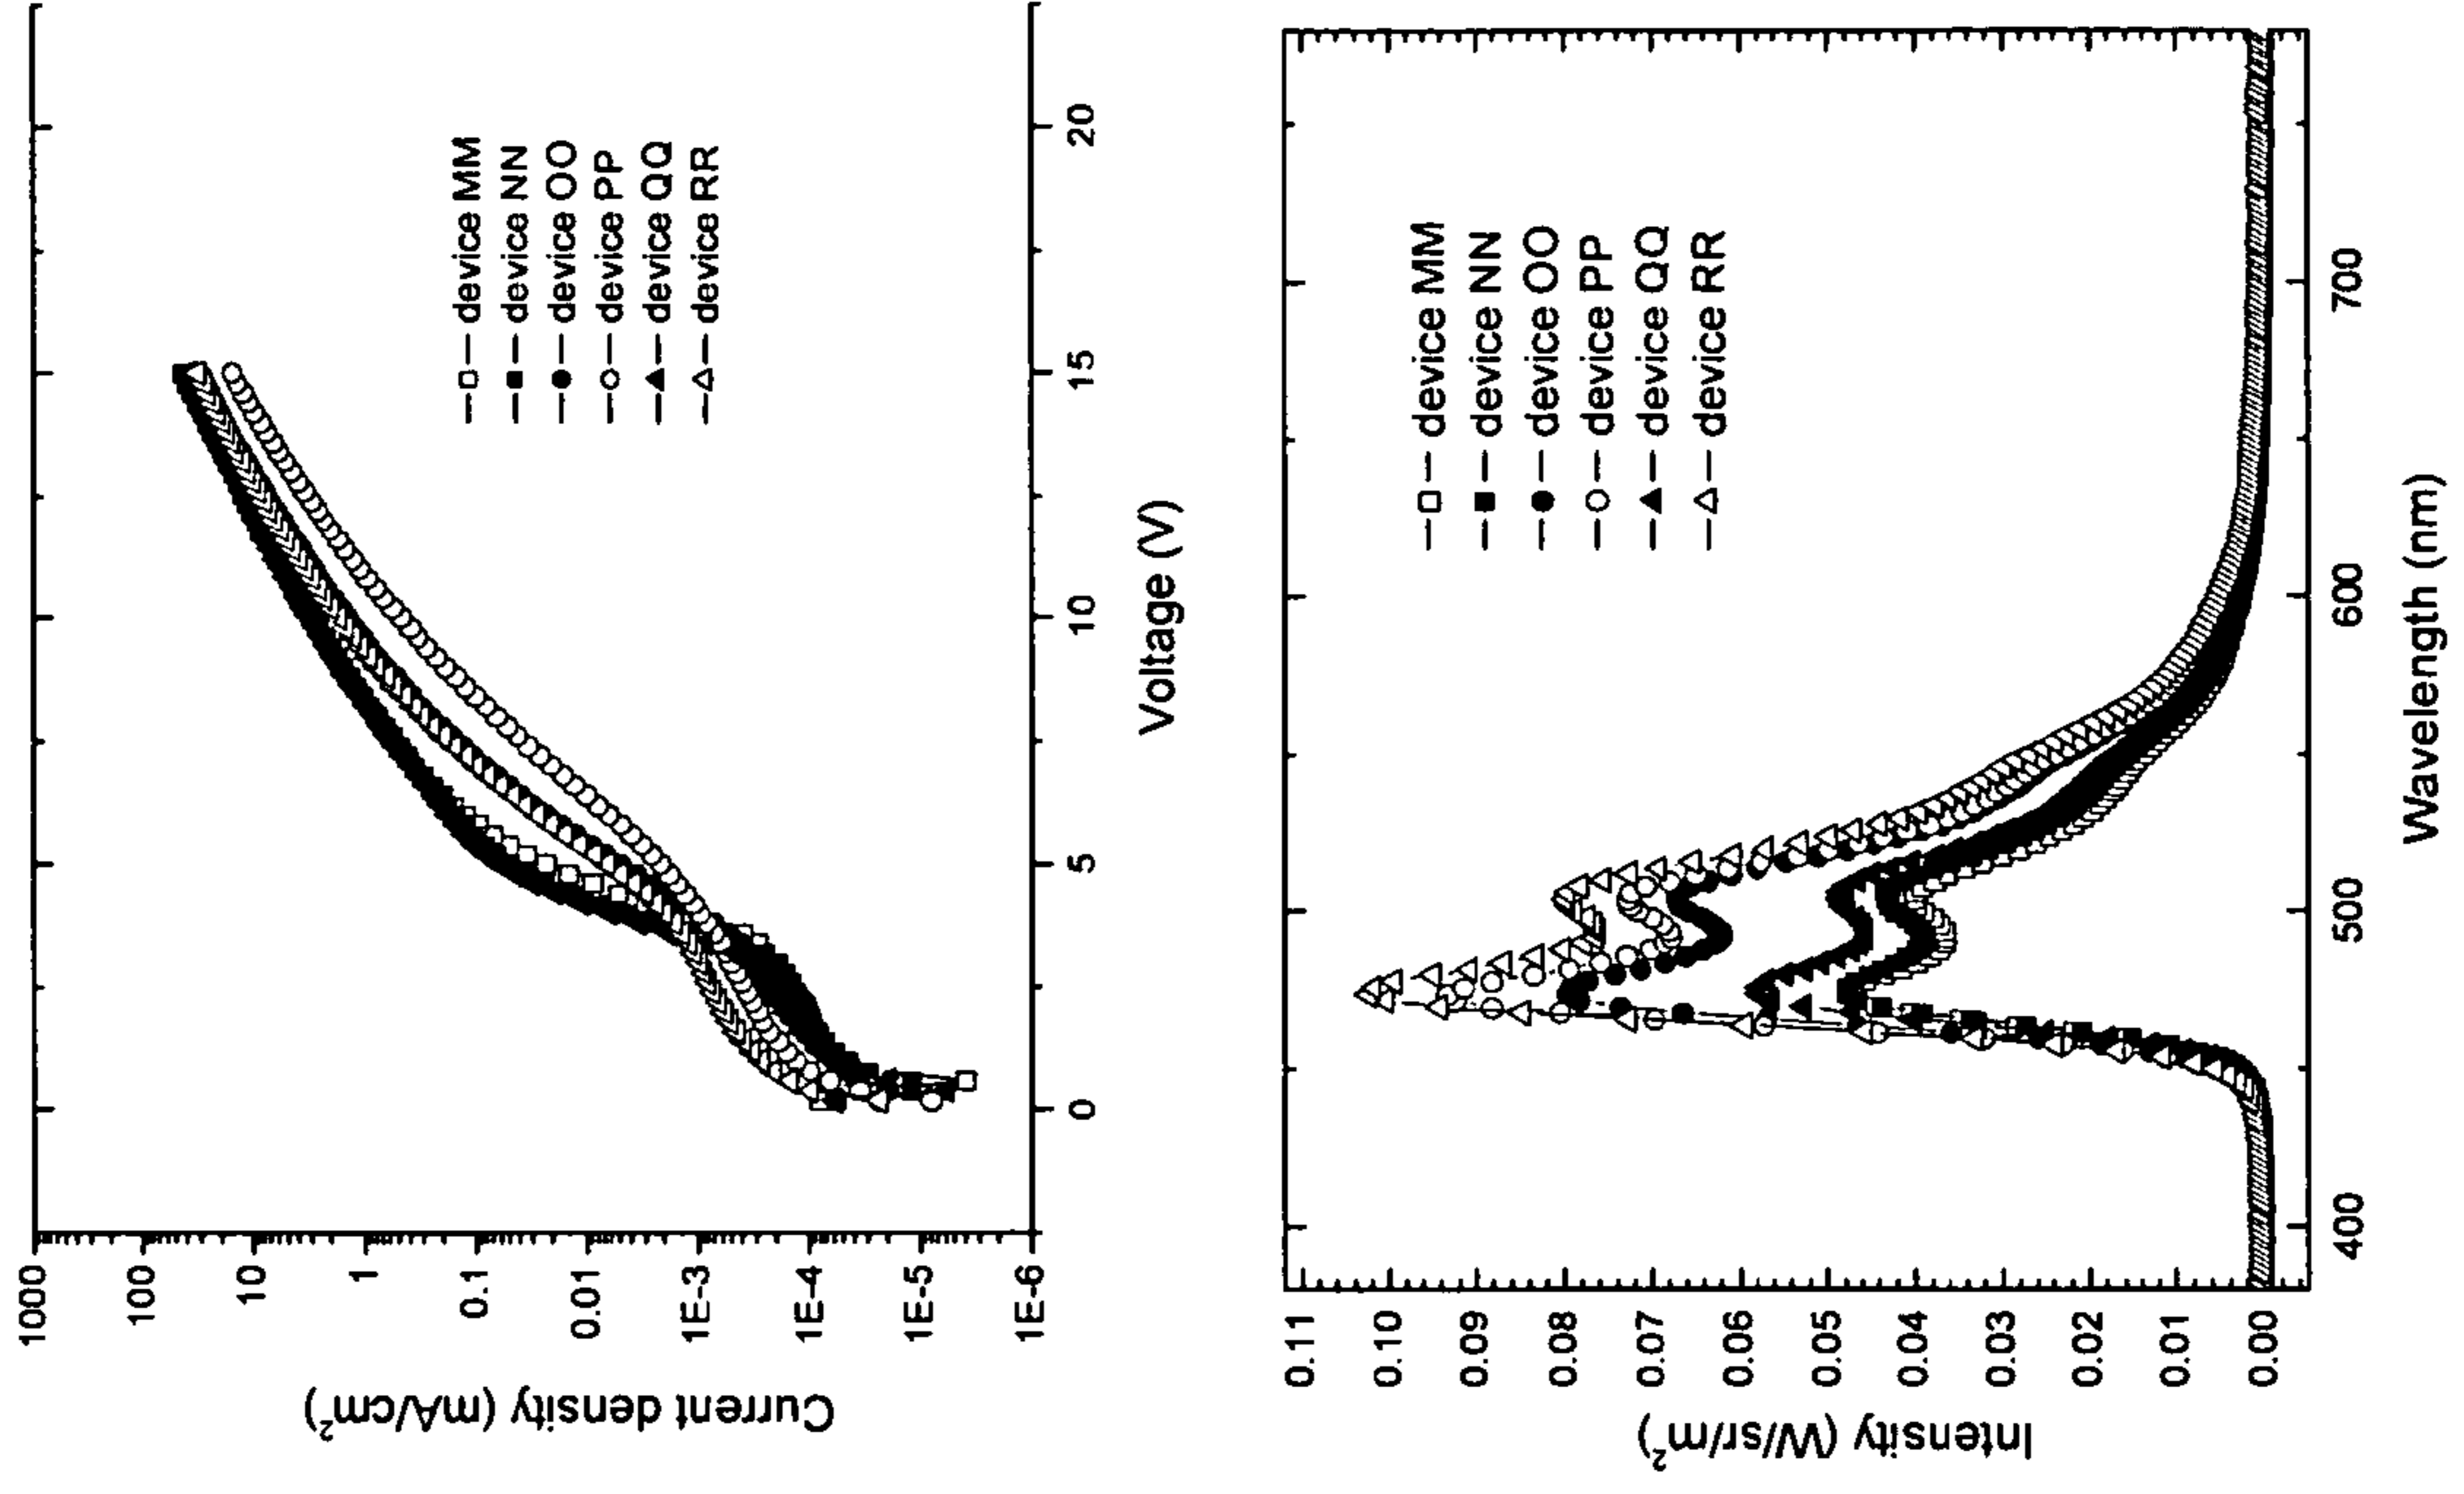 1000
100
10
1
0.1
0.01
1E-3
1E-4
1E-5
1E-6
Current density (mA/cm²)
0
5
10
15
20
Voltage (V)
device MM
device NN
device OO
device PP
device QQ
device RR
0.11
0.10
0.09
0.08
0.07
0.06
0.05
0.04
0.03
0.02
0.01
0.00
Intensity (W/sr/m²)
400
500
600
700
Wavelength (nm)
device MM
device NN
device OO
device PP
device QQ
device RR